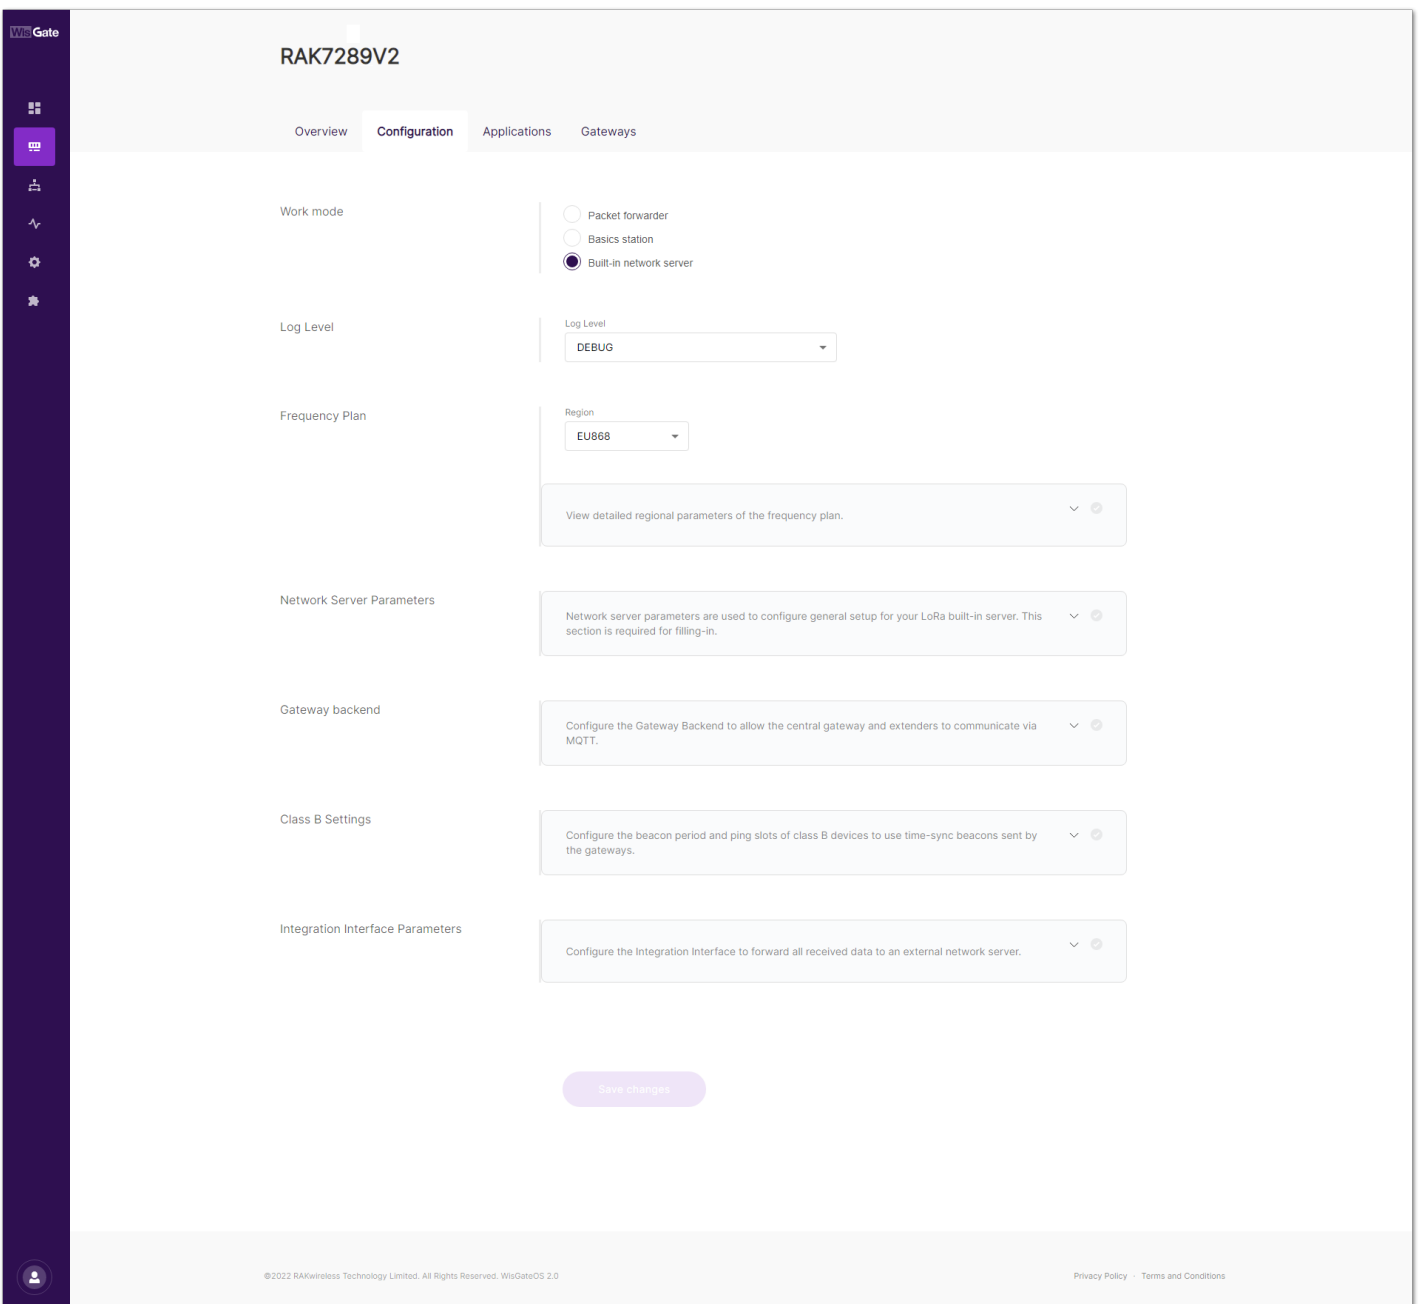 WisGate
RAK7289V2
Overview Configuration Applications Gateways
Work mode
Packet forwarder
Basics station
Built-in network server
Log Level
Log Level
DEBUG
Frequency Plan
Region
EU868
View detailed regional parameters of the frequency plan.
Network Server Parameters
Network server parameters are used to configure general setup for your LoRa built-in server. This
section is required for filling-in.
Gateway backend
Configure the Gateway Backend to allow the central gateway and extenders to communicate via
MQTT.
Class B Settings
Configure the beacon period and ping slots of class B devices to use time-sync beacons sent by
the gateways.
Integration Interface Parameters
Configure the Integration Interface to forward all received data to an external network server.
Save changes
©2022 RAKwireless Technology Limited. All Rights Reserved. WisGateOS 2.0
Privacy Policy · Terms and Conditions